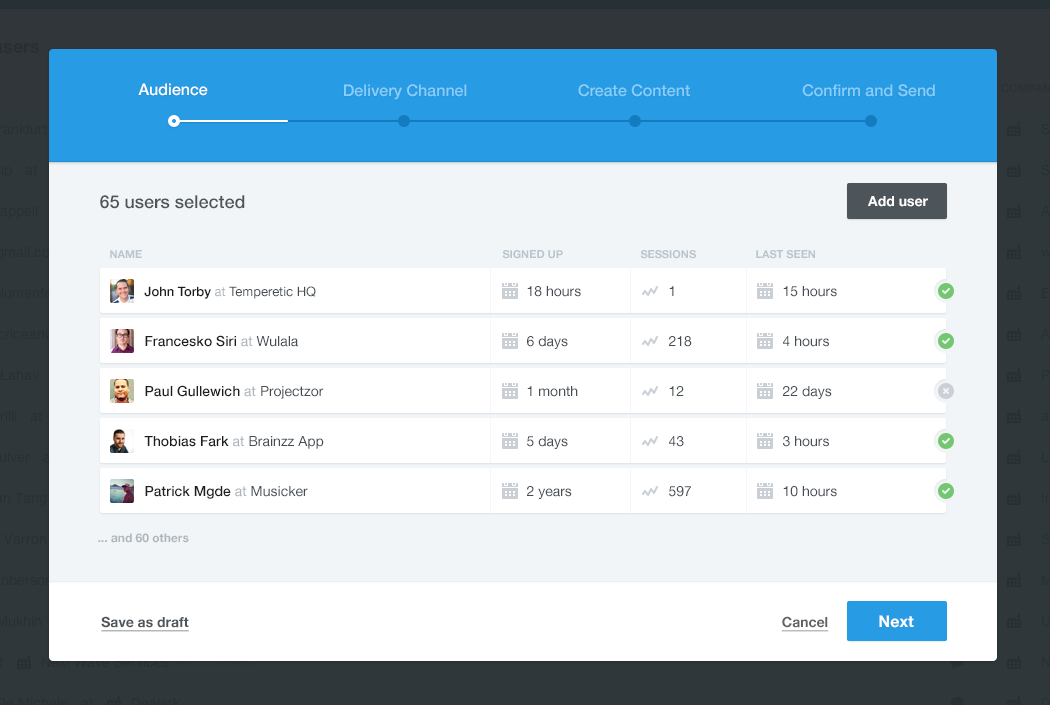 users
Audience
Delivery Channel
Create Content
Confirm and Send
65 users selected
Add user
NAME
SIGNED UP
SESSIONS
LAST SEEN
John Torby at Temperetic HQ
18 hours
1
15 hours
Francesko Siri at Wulala
6 days
218
4 hours
Paul Gullewich at Projectzor
1 month
12
22 days
Thobias Fark at Brainzz App
5 days
43
3 hours
Patrick Mgde at Musicker
2 years
597
10 hours
... and 60 others
Save as draft
Cancel
Next